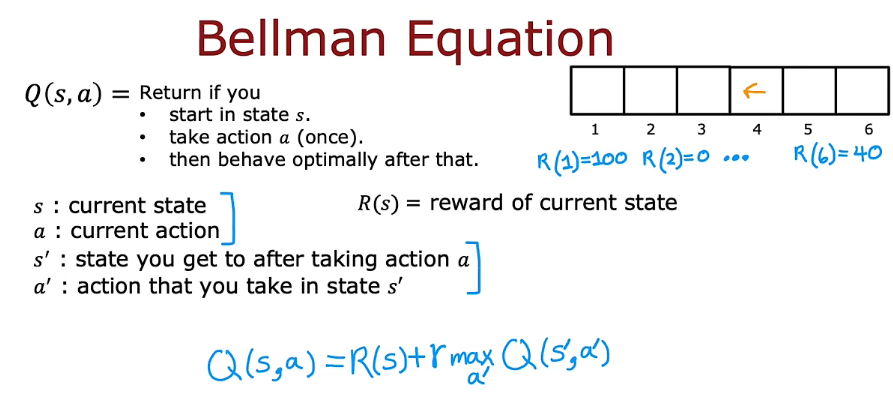 Bellman Equation
Q(s, a) = Return if you
• start in state s.
• take action a (once).
• then behave optimally after that.
←
1 2 3 4 5 6
R(1)=100 R(2)=0 ... R(6)=40
s : current state
R(s) = reward of current state
a : current action
s′ : state you get to after taking action a
a′ : action that you take in state s′
Q(s,a) = R(s)+γ max Q(s′,a′)
a′